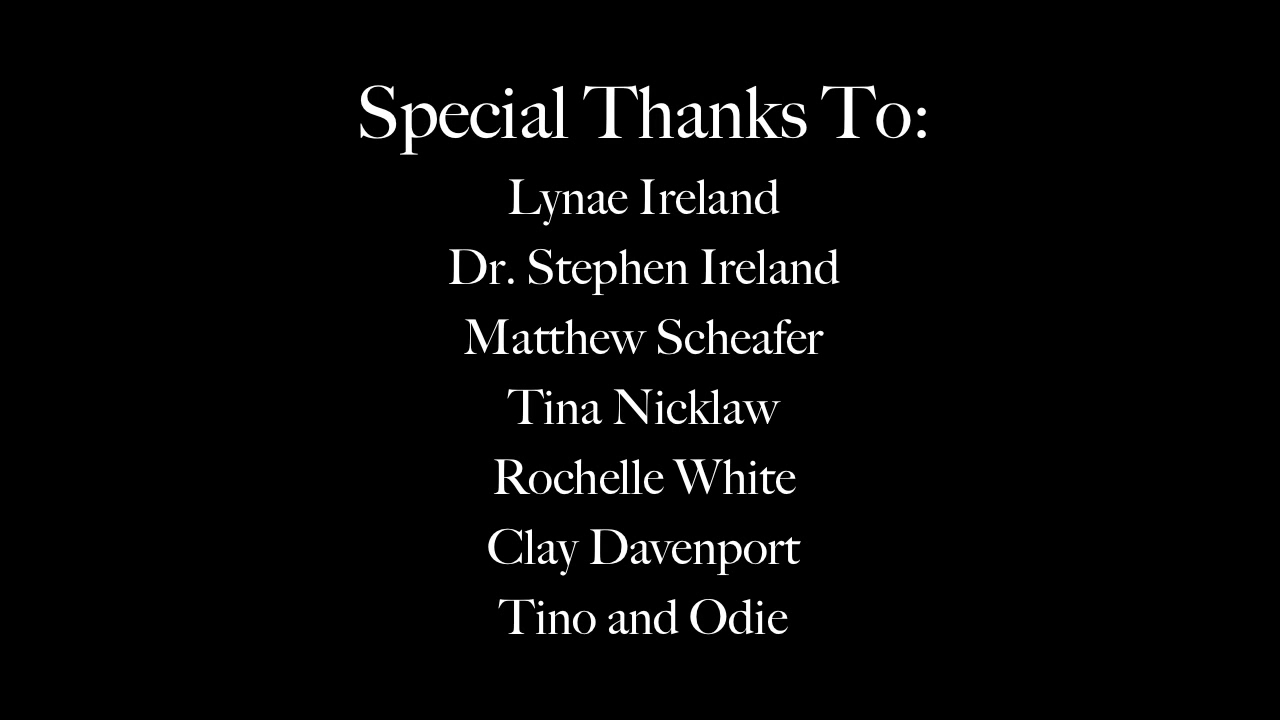 Special Thanks To:
Lynae Ireland
Dr. Stephen Ireland
Matthew Scheafer
Tina Nicklaw
Rochelle White
Clay Davenport
Tino and Odie